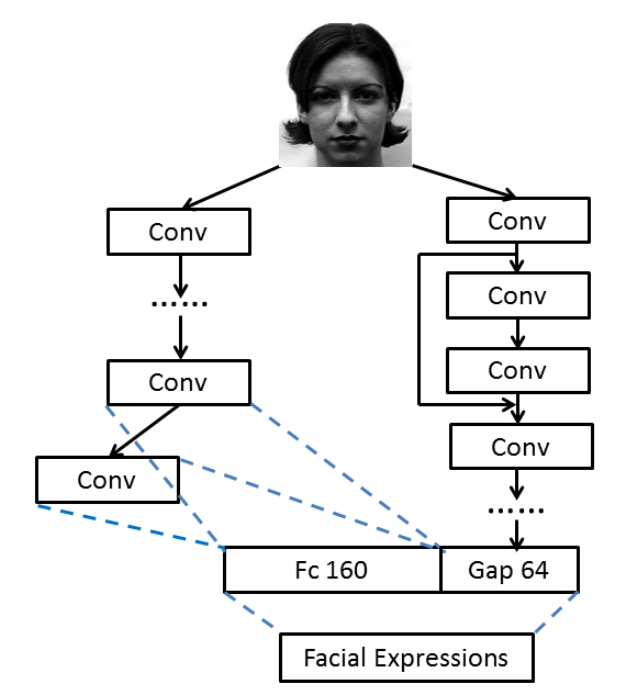 Conv
Conv
......
Conv
Conv
Conv
Conv
Conv
Conv
......
Fc 160
Gap 64
Facial Expressions